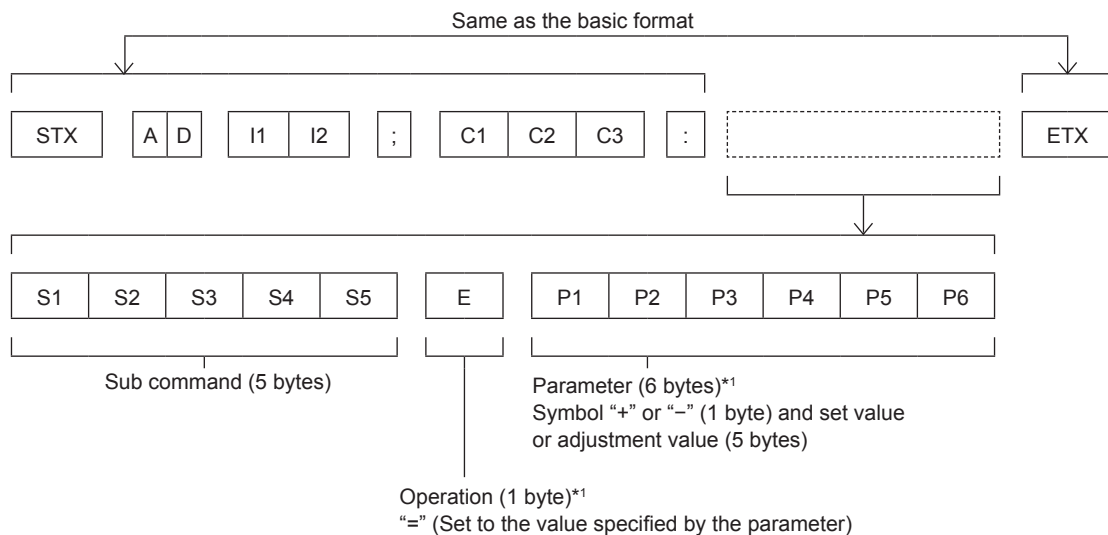 Same as the basic format
STX A D I1 I2 ; C1 C2 C3 : ETX
S1 S2 S3 S4 S5 E P1 P2 P3 P4 P5 P6
Sub command (5 bytes)
Parameter (6 bytes)*1
Symbol “+” or “−” (1 byte) and set value
or adjustment value (5 bytes)
Operation (1 byte)*1
“=” (Set to the value specified by the parameter)